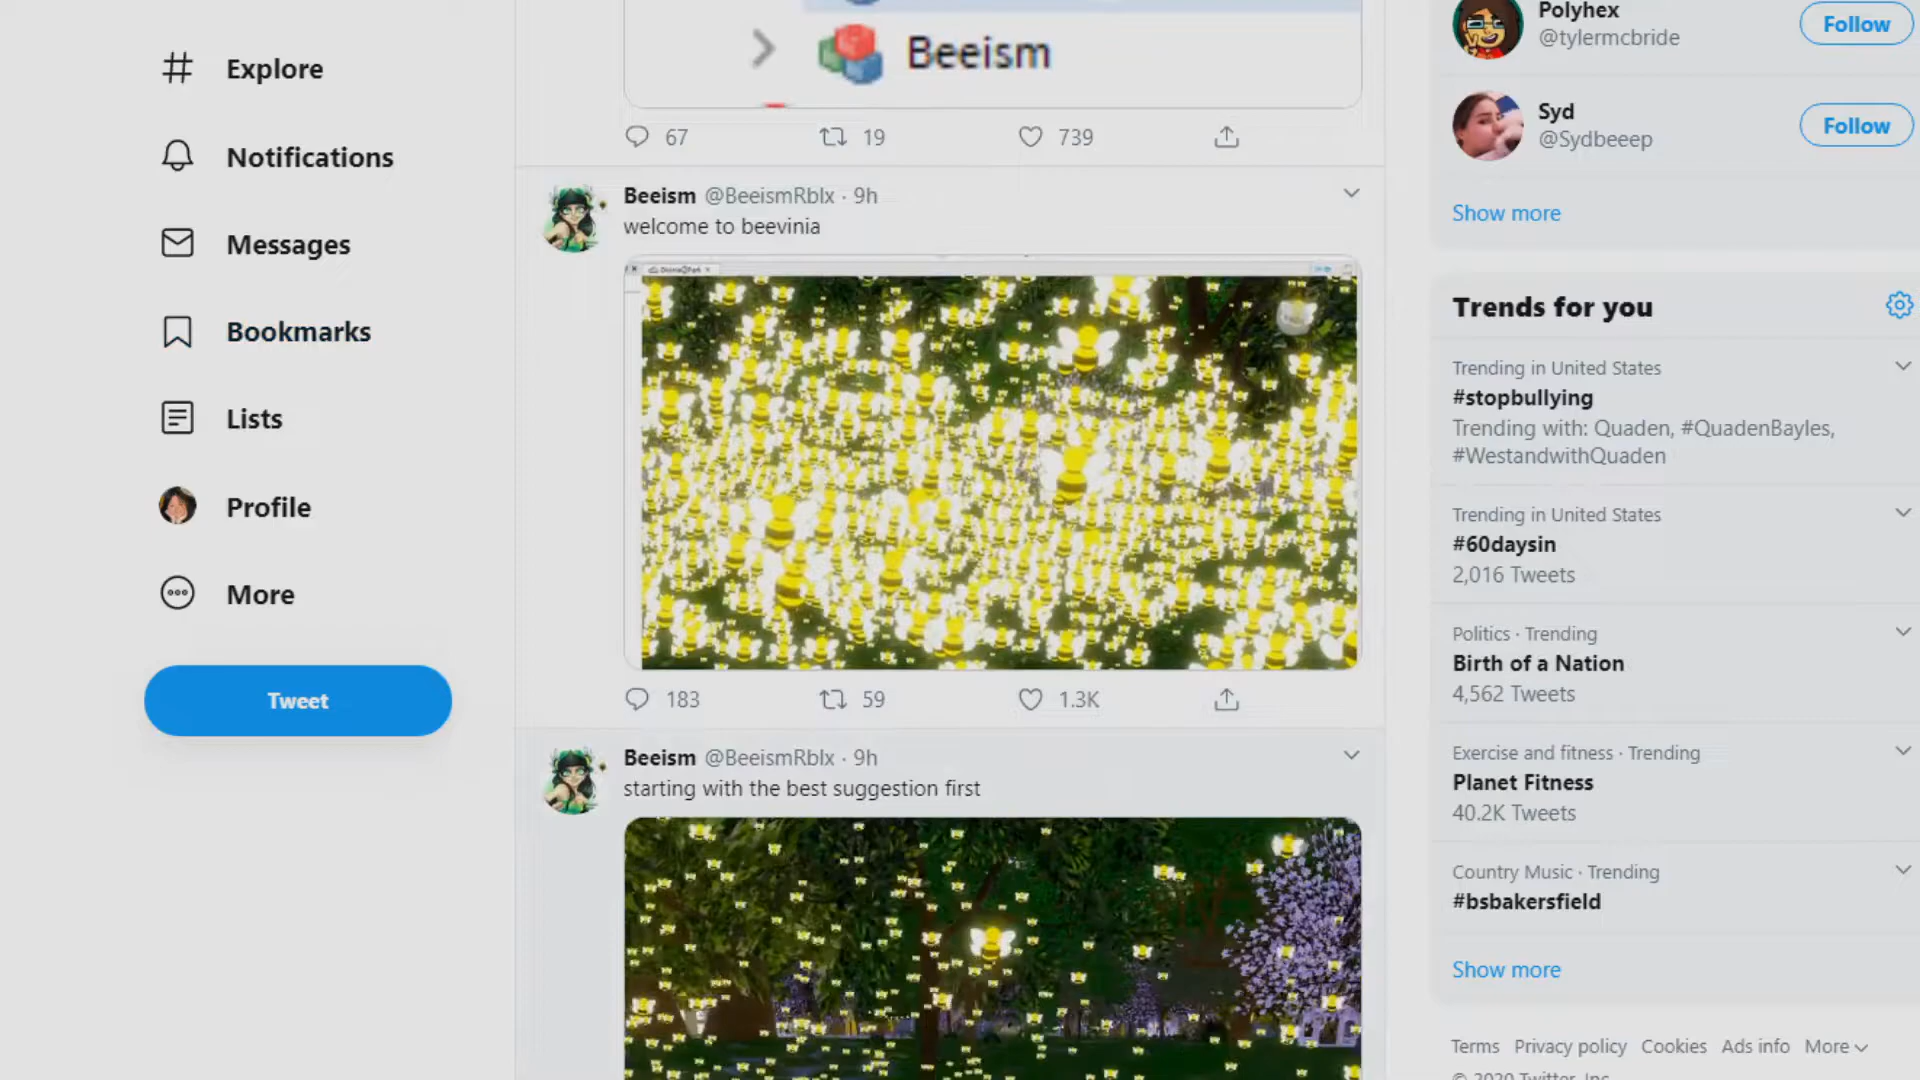 Explore
Notifications
Messages
Bookmarks
Lists
Profile
More
Tweet
Beeism
67 19 739
Beeism @BeeismRblx · 9h
welcome to beevinia
183 59 1.3K
Beeism @BeeismRblx · 9h
starting with the best suggestion first
Polyhex
@tylermcbride
Follow
Syd
@Sydbeeep
Follow
Show more
Trends for you
Trending in United States
#stopbullying
Trending with: Quaden, #QuadenBayles,
#WestandwithQuaden
Trending in United States
#60daysin
2,016 Tweets
Politics · Trending
Birth of a Nation
4,562 Tweets
Exercise and fitness · Trending
Planet Fitness
40.2K Tweets
Country Music · Trending
#bsbakersfield
Show more
Terms Privacy policy Cookies Ads info More
© 2020 Twitter, Inc.